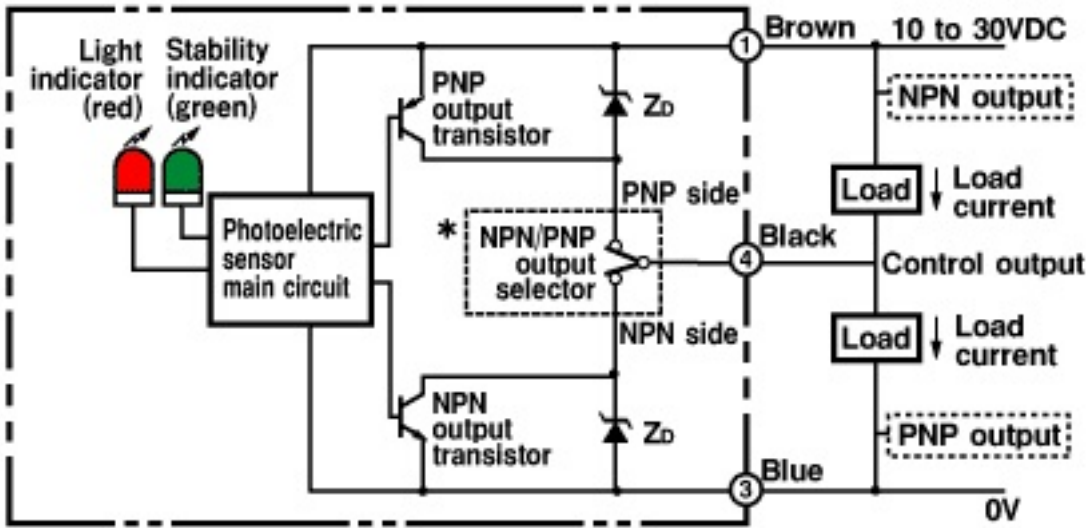 Light
indicator
(red)
Stability
indicator
(green)
PNP
output
transistor
ZD
1
Brown
10 to 30VDC
NPN output
Load
Load
current
PNP side
Photoelectric
sensor
main circuit
*
NPN/PNP
output
selector
4
Black
Control output
NPN side
Load
Load
current
NPN
output
transistor
ZD
PNP output
3
Blue
0V